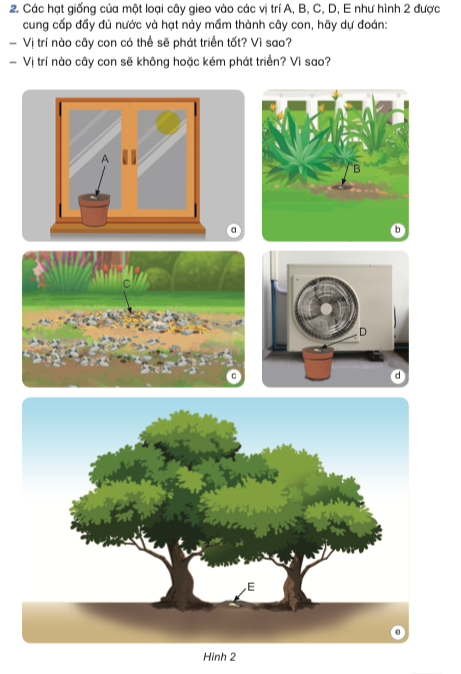 2. Các hạt giống của một loại cây gieo vào các vị trí A, B, C, D, E như hình 2 được
cung cấp đầy đủ nước và hạt nảy mầm thành cây con, hãy dự đoán:
– Vị trí nào cây con có thể sẽ phát triển tốt? Vì sao?
– Vị trí nào cây con sẽ không hoặc kém phát triển? Vì sao?
A
a
B
b
C
c
D
d
E
e
Hình 2